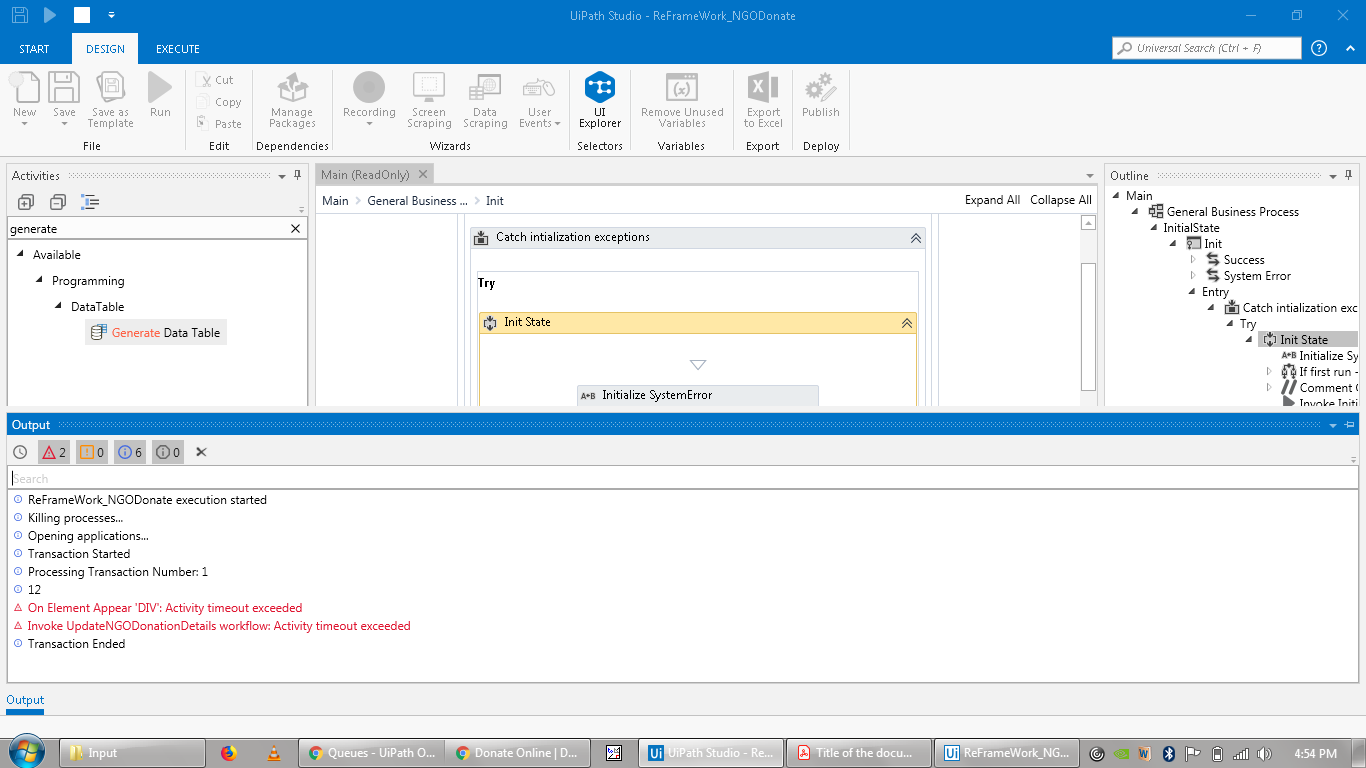 UiPath Studio - ReFrameWork_NGODonate
START DESIGN EXECUTE
Universal Search (Ctrl + F)
New Save Save as Template Run
File
Cut
Copy
Paste
Edit
Manage Packages
Dependencies
Recording Screen Scraping Data Scraping User Events
Wizards
UI Explorer
Selectors
Remove Unused Variables
Variables
Export to Excel
Export
Publish
Deploy
Activities
generate
Available
Programming
DataTable
Generate Data Table
Main (ReadOnly)
Main > General Business ... > Init
Expand All Collapse All
Catch intialization exceptions
Try
Init State
A+B Initialize SystemError
Outline
Main
General Business Process
InitialState
Init
Success
System Error
Entry
Catch intialization exc
Try
Init State
A+B Initialize Sy
If first run -
Comment
Invoke Initi
Output
2 0 6 0
Search
ReFrameWork_NGODonate execution started
Killing processes...
Opening applications...
Transaction Started
Processing Transaction Number: 1
12
On Element Appear 'DIV': Activity timeout exceeded
Invoke UpdateNGODonationDetails workflow: Activity timeout exceeded
Transaction Ended
Output
Input
Queues - UiPath O...
Donate Online | D...
Ui UiPath Studio - Re...
Title of the docu...
Ui ReFrameWork_NG...
4:54 PM